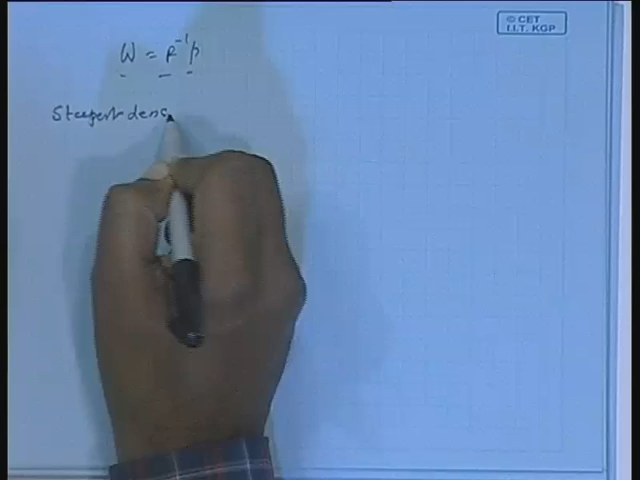 © CET
I.I.T. KGP
W = R⁻¹ p
Steepest desc